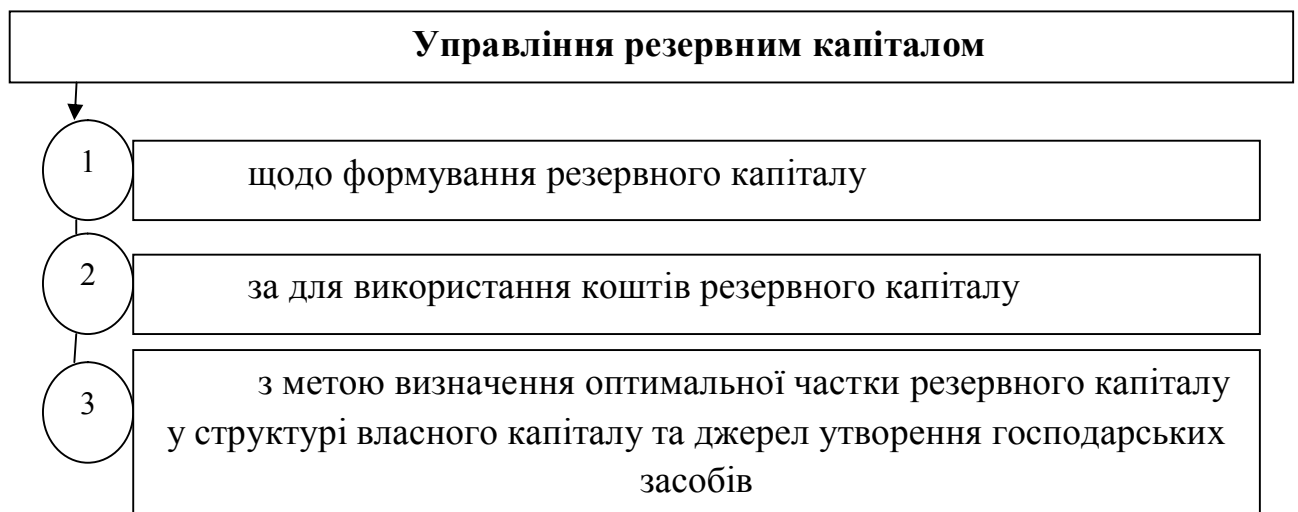 Управління резервним капіталом
1
щодо формування резервного капіталу
2
за для використання коштів резервного капіталу
3
з метою визначення оптимальної частки резервного капіталу
у структурі власного капіталу та джерел утворення господарських
засобів